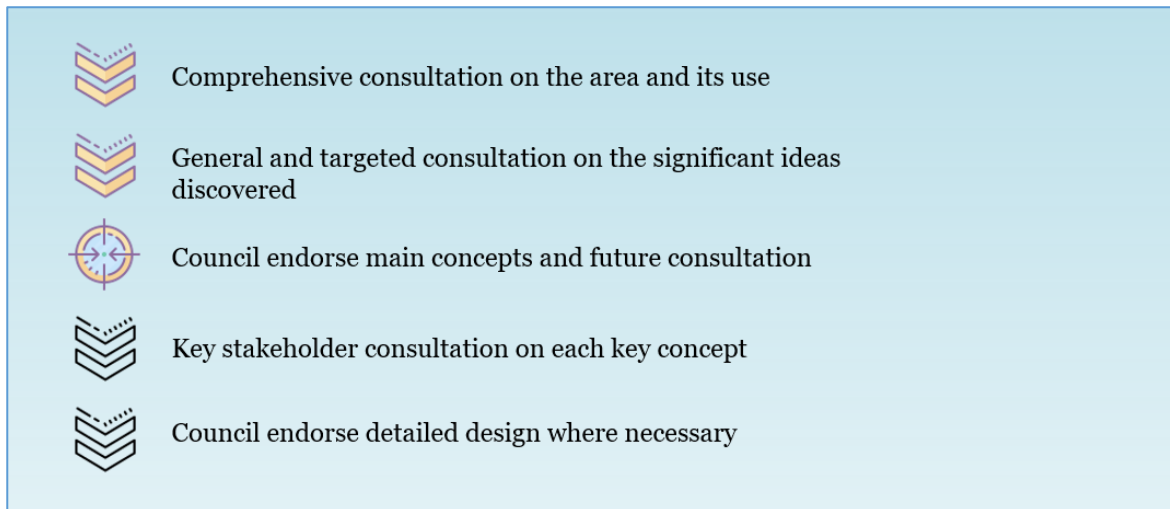 Comprehensive consultation on the area and its use
General and targeted consultation on the significant ideas
discovered
Council endorse main concepts and future consultation
Key stakeholder consultation on each key concept
Council endorse detailed design where necessary